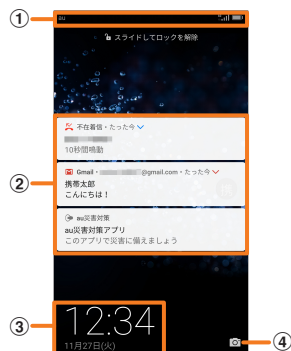 ①
au
スライドしてロックを解除
不在着信・たった今
10秒間鳴動
②
Gmail・ @gmail.com・たった今
携帯太郎
こんにちは！
au災害対策
au災害対策アプリ
このアプリで災害に備えましょう
③
12:34
11月27日(火)
④